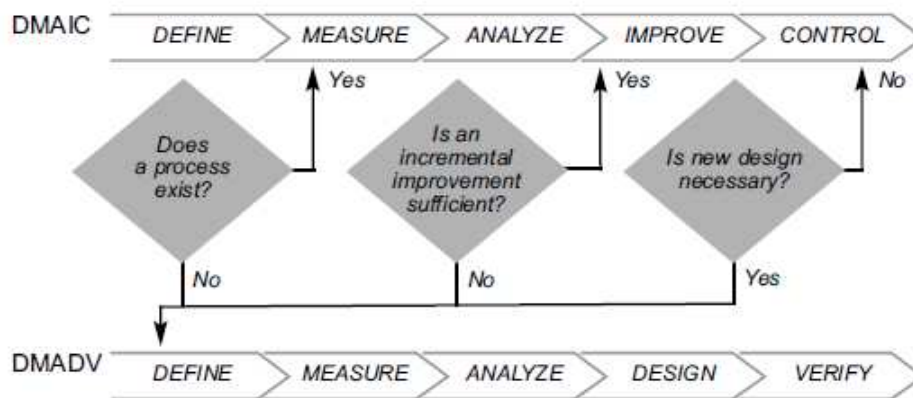 DMAIC
DEFINE
MEASURE
ANALYZE
IMPROVE
CONTROL
Yes
Yes
No
Does
a process
exist?
Is an
incremental
improvement
sufficient?
Is new design
necessary?
No
No
Yes
DMADV
DEFINE
MEASURE
ANALYZE
DESIGN
VERIFY